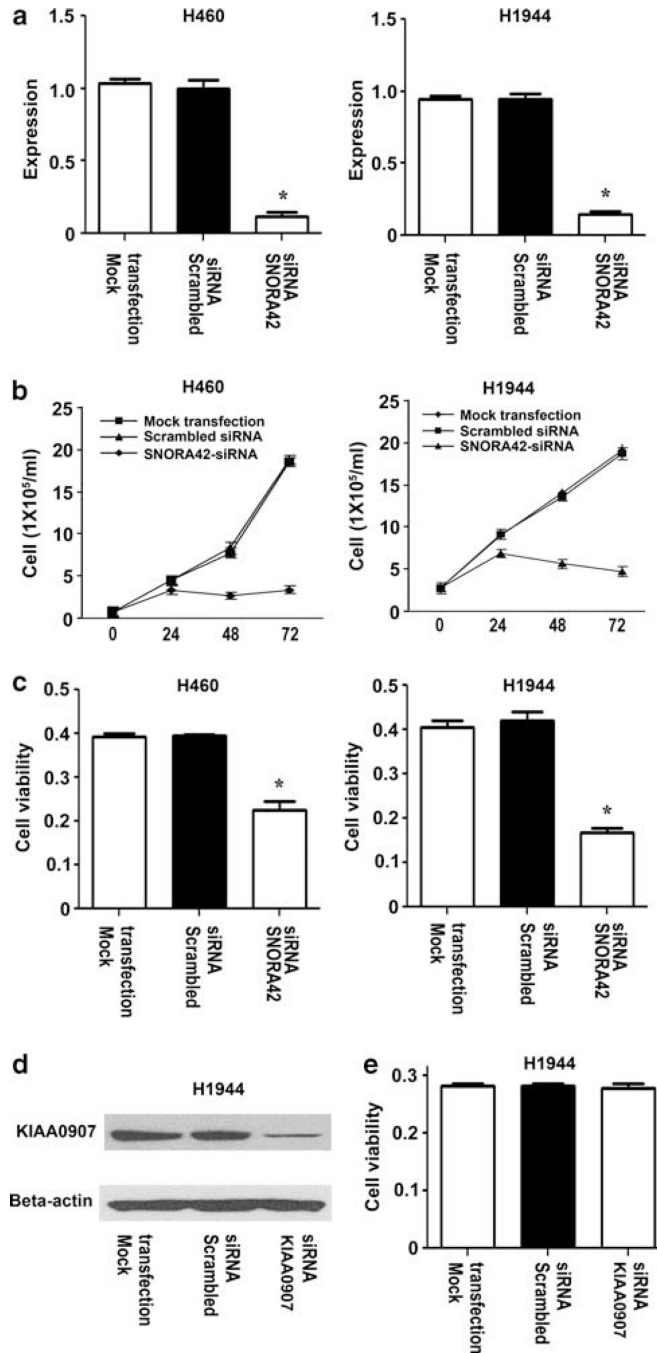 a
H460
H1944
Expression
1.5
1.0
0.5
0
Mock
transfection
Scrambled
siRNA
SNORA42
siRNA
*
Expression
1.5
1.0
0.5
0
Mock
transfection
Scrambled
siRNA
SNORA42
siRNA
*
b
H460
H1944
Cell (1X10⁵/ml)
25
20
15
10
5
0
0
24
48
72
Mock transfection
Scrambled siRNA
SNORA42-siRNA
Cell (1X10⁵/ml)
25
20
15
10
5
0
0
24
48
72
Mock transfection
Scrambled siRNA
SNORA42-siRNA
c
H460
H1944
Cell viability
0.5
0.4
0.3
0.2
0.1
0
Mock
transfection
Scrambled
siRNA
SNORA42
siRNA
*
Cell viability
0.5
0.4
0.4
0.2
0.1
0
Mock
transfection
Scrambled
siRNA
SNORA42
siRNA
*
d
H1944
KIAA0907
Beta-actin
Mock
transfection
Scrambled
siRNA
KIAA0907
siRNA
e
H1944
Cell viability
0.3
0.2
0.1
0.1
Mock
transfection
Scrambled
siRNA
KIAA0907
siRNA